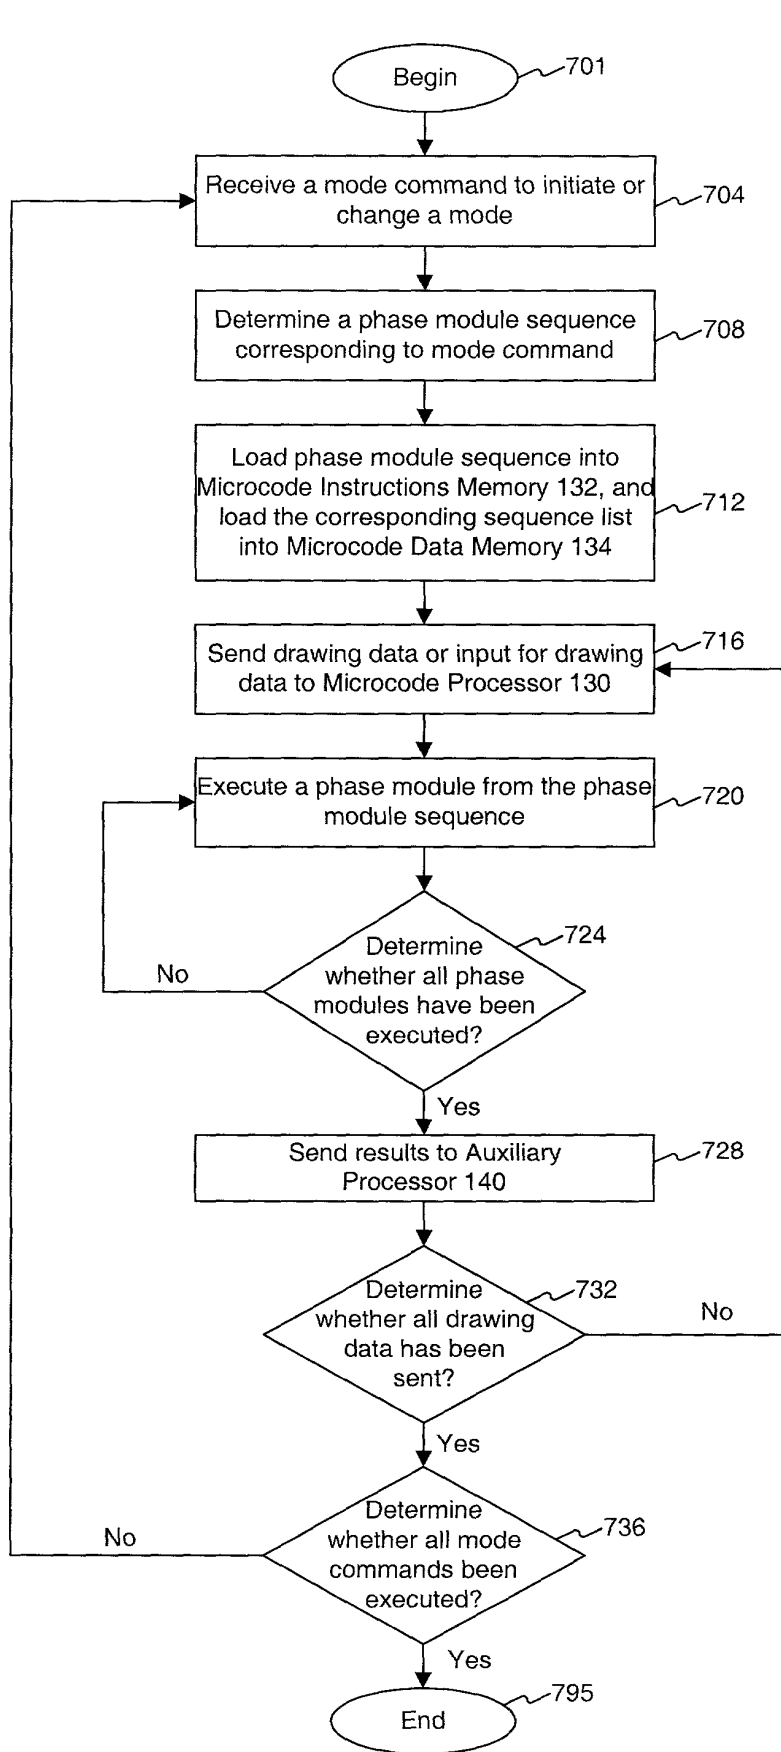 Begin
701
Receive a mode command to initiate or
change a mode
704
Determine a phase module sequence
corresponding to mode command
708
Load phase module sequence into
Microcode Instructions Memory 132, and
load the corresponding sequence list
into Microcode Data Memory 134
712
Send drawing data or input for drawing
data to Microcode Processor 130
716
Execute a phase module from the phase
module sequence
720
Determine
whether all phase
modules have been
executed?
724
No
Yes
Send results to Auxiliary
Processor 140
728
Determine
whether all drawing
data has been
sent?
732
No
Yes
Determine
whether all mode
commands been
executed?
736
No
Yes
End
795